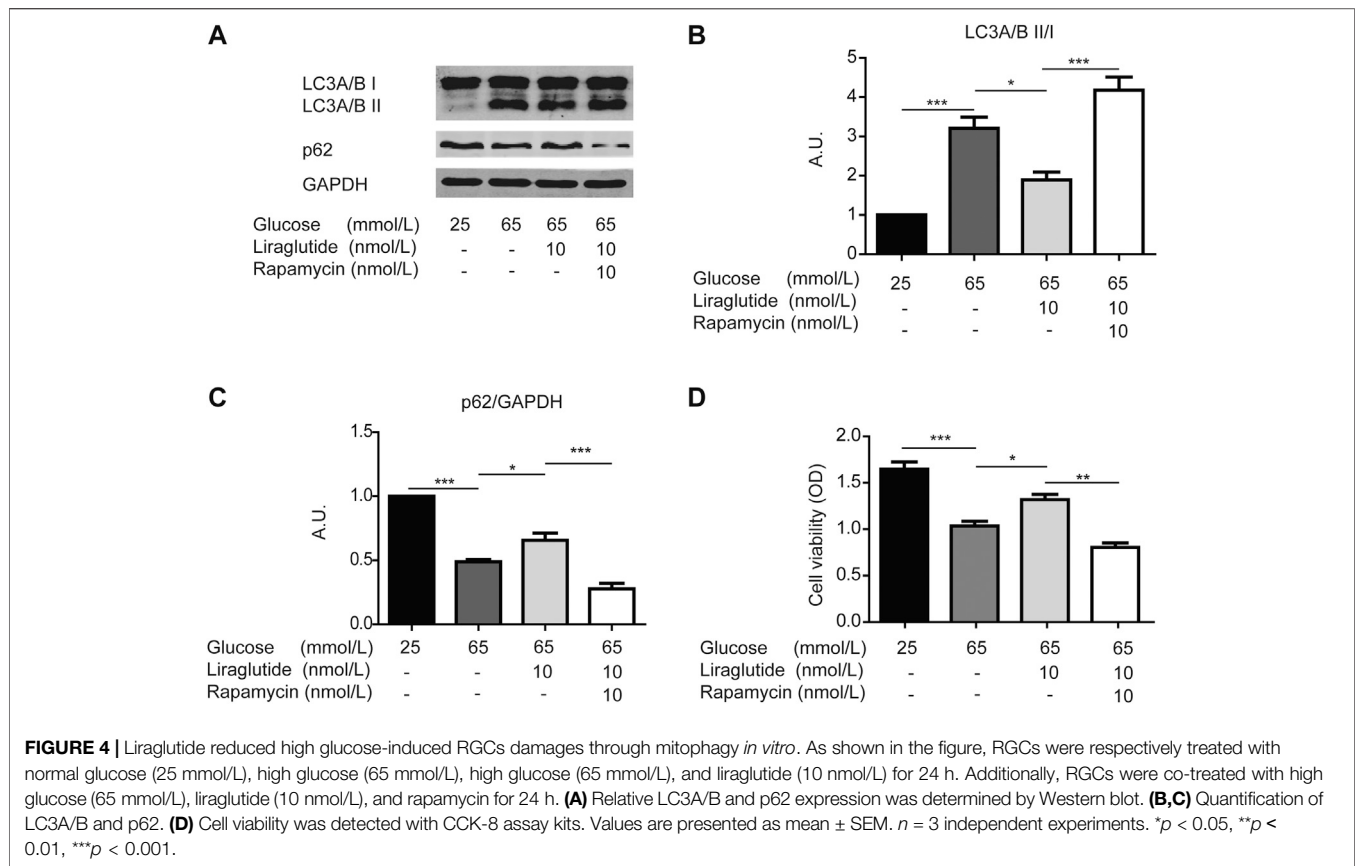 A
LC3A/B I
LC3A/B II
p62
GAPDH
Glucose (mmol/L) 25 65 65 65
Liraglutide (nmol/L) - - 10 10
Rapamycin (nmol/L) - - - 10
B
LC3A/B II/I
A.U.
5
4
3
2
1
0
*** * ***
Glucose (mmol/L) 25 65 65 65
Liraglutide (nmol/L) - - 10 10
Rapamycin (nmol/L) - - - 10
C
p62/GAPDH
A.U.
1.5
1.0
0.5
0.0
*** * ***
Glucose (mmol/L) 25 65 65 65
Liraglutide (nmol/L) - - 10 10
Rapamycin (nmol/L) - - - 10
D
Cell viability (OD)
2.0
1.5
1.0
0.5
0.0
*** * **
Glucose (mmol/L) 25 65 65 65
Liraglutide (nmol/L) - - 10 10
Rapamycin (nmol/L) - - - 10
FIGURE 4 | Liraglutide reduced high glucose-induced RGCs damages through mitophagy in vitro. As shown in the figure, RGCs were respectively treated with
normal glucose (25 mmol/L), high glucose (65 mmol/L), high glucose (65 mmol/L), and liraglutide (10 nmol/L) for 24 h. Additionally, RGCs were co-treated with high
glucose (65 mmol/L), liraglutide (10 nmol/L), and rapamycin for 24 h. (A) Relative LC3A/B and p62 expression was determined by Western blot. (B,C) Quantification of
LC3A/B and p62. (D) Cell viability was detected with CCK-8 assay kits. Values are presented as mean ± SEM. n = 3 independent experiments. *p < 0.05, **p <
0.01, ***p < 0.001.